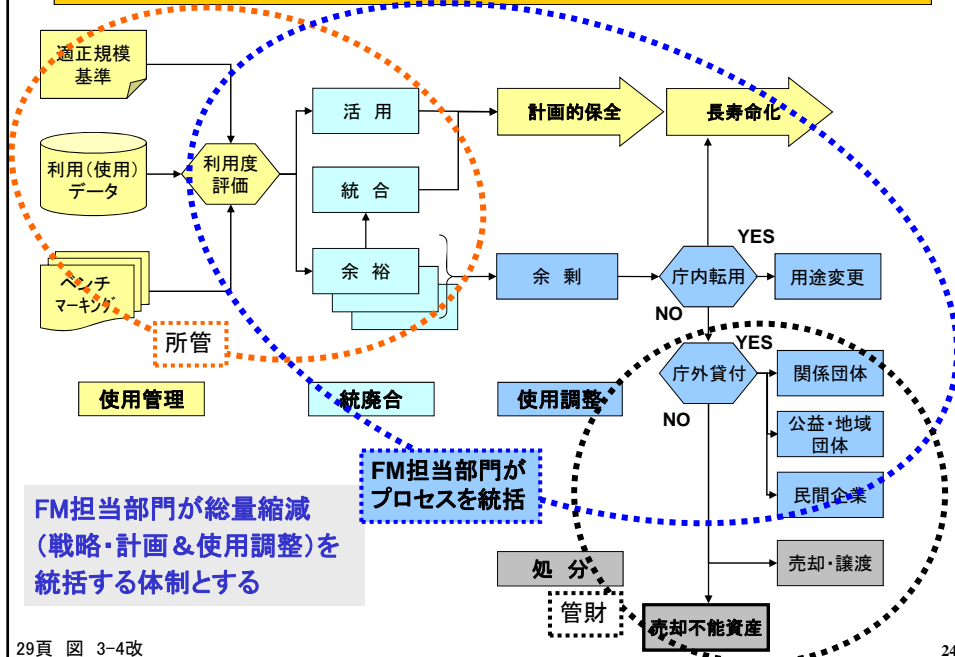 適正規模
基準
利用(使用)
データ
ベンチ
マーキング
利用度
評価
活 用
統 合
余 裕
計画的保全
長寿命化
余 剰
庁内転用
YES
用途変更
NO
YES
庁外貸付
NO
関係団体
公益・地域
団体
民間企業
売却・譲渡
売却不能資産
所管
使用管理
統廃合
使用調整
FM担当部門が
プロセスを統括
FM担当部門が総量縮減
(戦略・計画&使用調整)を
統括する体制とする
処 分
管財
29頁 図 3-4改
24